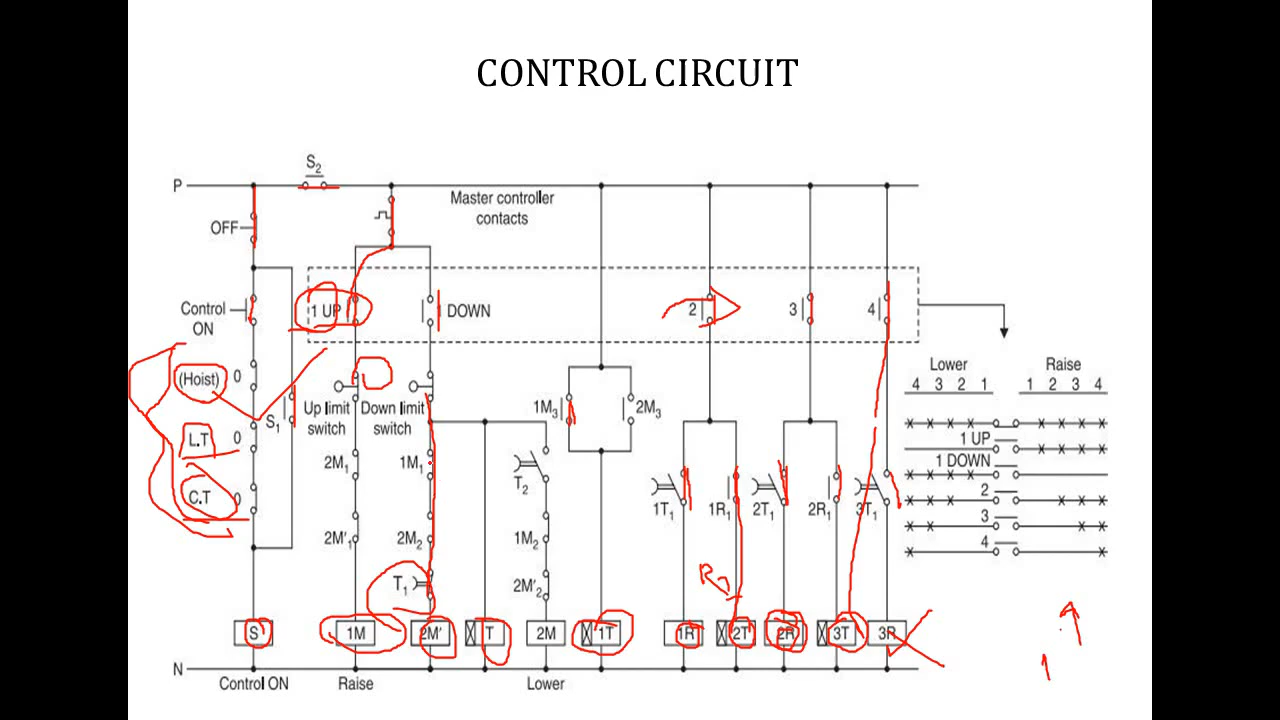 CONTROL CIRCUIT
S2
P
Master controller
contacts
OFF
Control
ON
1 UP
1 DOWN
2
3
4
Lower
Raise
4 3 2 1
1 2 3 4
(Hoist) 0
S1
Up limit
switch
Down limit
switch
1M3
2M3
1 UP
1 DOWN
2
3
4
L.T 0
C.T 0
2M1
1M1
T2
1T1
1R1
2T1
2R1
3T1
2M'1
2M2
1M2
T1
2M'2
R2
S
1M
2M'
T
2M
1T
1R
2T
2R
3T
3R
N
Control ON
Raise
Lower
1